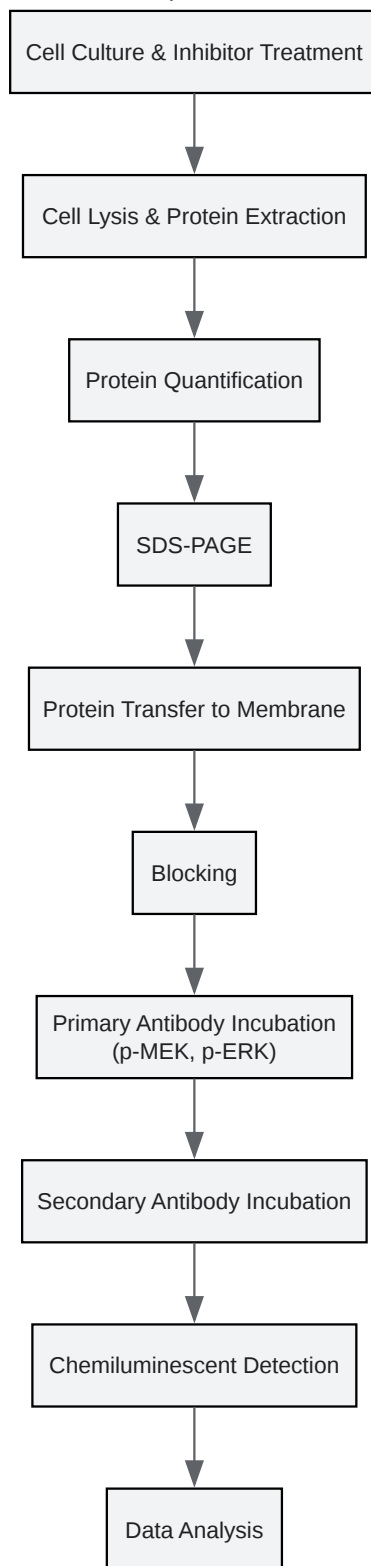 Cell Culture & Inhibitor Treatment
Cell Lysis & Protein Extraction
Protein Quantification
SDS-PAGE
Protein Transfer to Membrane
Blocking
Primary Antibody Incubation
(p-MEK, p-ERK)
Secondary Antibody Incubation
Chemiluminescent Detection
Data Analysis